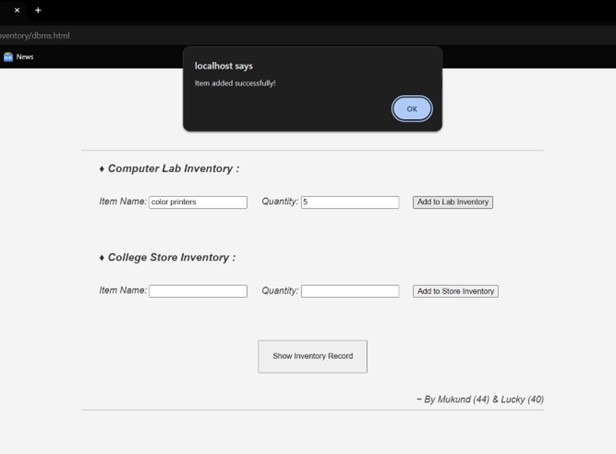 nventory/dbms.html
News
localhost says
Item added successfully!
OK
♦ Computer Lab Inventory :
Item Name: color printers Quantity: 5 Add to Lab Inventory
♦ College Store Inventory :
Item Name: Quantity: Add to Store Inventory
Show Inventory Record
~ By Mukund (44) & Lucky (40)